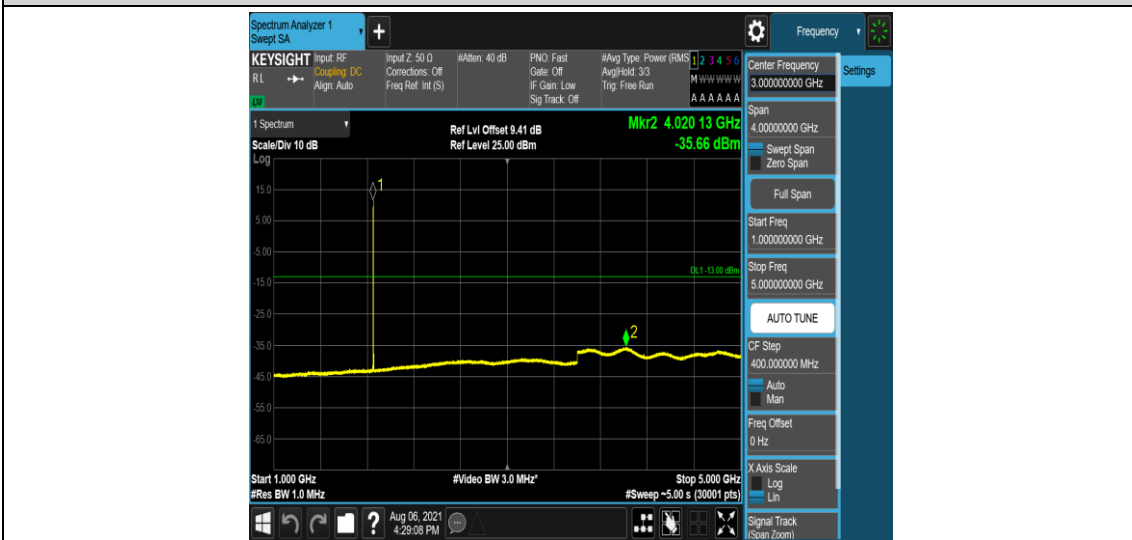 Spectrum Analyzer 1
Swept SA
+
Frequency
KEYSIGHT
RL
LXI
Input: RF
Coupling: DC
Align: Auto
Input Z: 50 Ω
Corrections: Off
Freq Ref: Int (S)
#Atten: 40 dB
PNO: Fast
Gate: Off
IF Gain: Low
Sig Track: Off
#Avg Type: Power (RMS
Avg|Hold: 3/3
Trig: Free Run
1 2 3 4 5 6
M W W W W W
A A A A A A
1 Spectrum
Scale/Div 10 dB
Log
Ref Lvl Offset 9.41 dB
Ref Level 25.00 dBm
Mkr2 4.020 13 GHz
-35.66 dBm
15.0
5.00
-5.00
-15.0
-25.0
-35.0
-45.0
-55.0
-65.0
1
DL1 -13.00 dBm
2
Start 1.000 GHz
#Res BW 1.0 MHz
#Video BW 3.0 MHz*
Stop 5.000 GHz
#Sweep ~5.00 s (30001 pts)
?
Aug 06, 2021
4:29:08 PM
Center Frequency
3.000000000 GHz
Settings
Span
4.00000000 GHz
Swept Span
Zero Span
Full Span
Start Freq
1.000000000 GHz
Stop Freq
5.000000000 GHz
AUTO TUNE
CF Step
400.000000 MHz
Auto
Man
Freq Offset
0 Hz
X Axis Scale
Log
Lin
Signal Track
(Span Zoom)